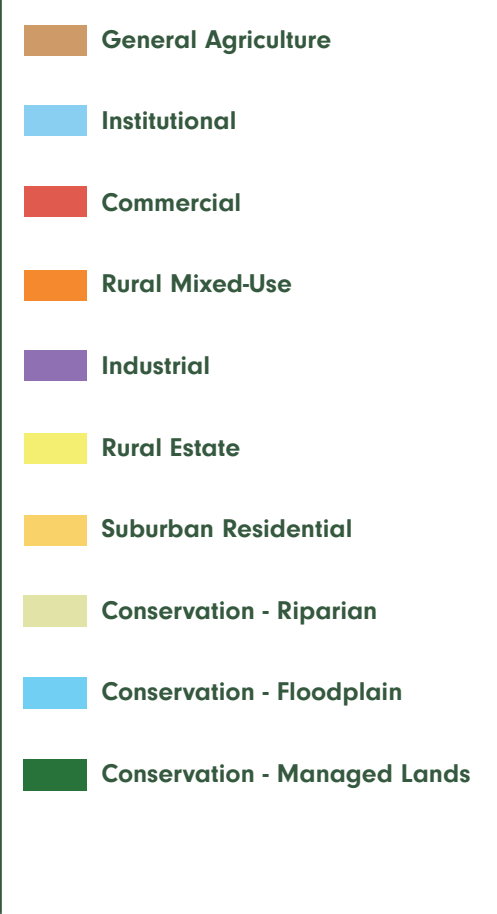 General Agriculture
Institutional
Commercial
Rural Mixed-Use
Industrial
Rural Estate
Suburban Residential
Conservation - Riparian
Conservation - Floodplain
Conservation - Managed Lands